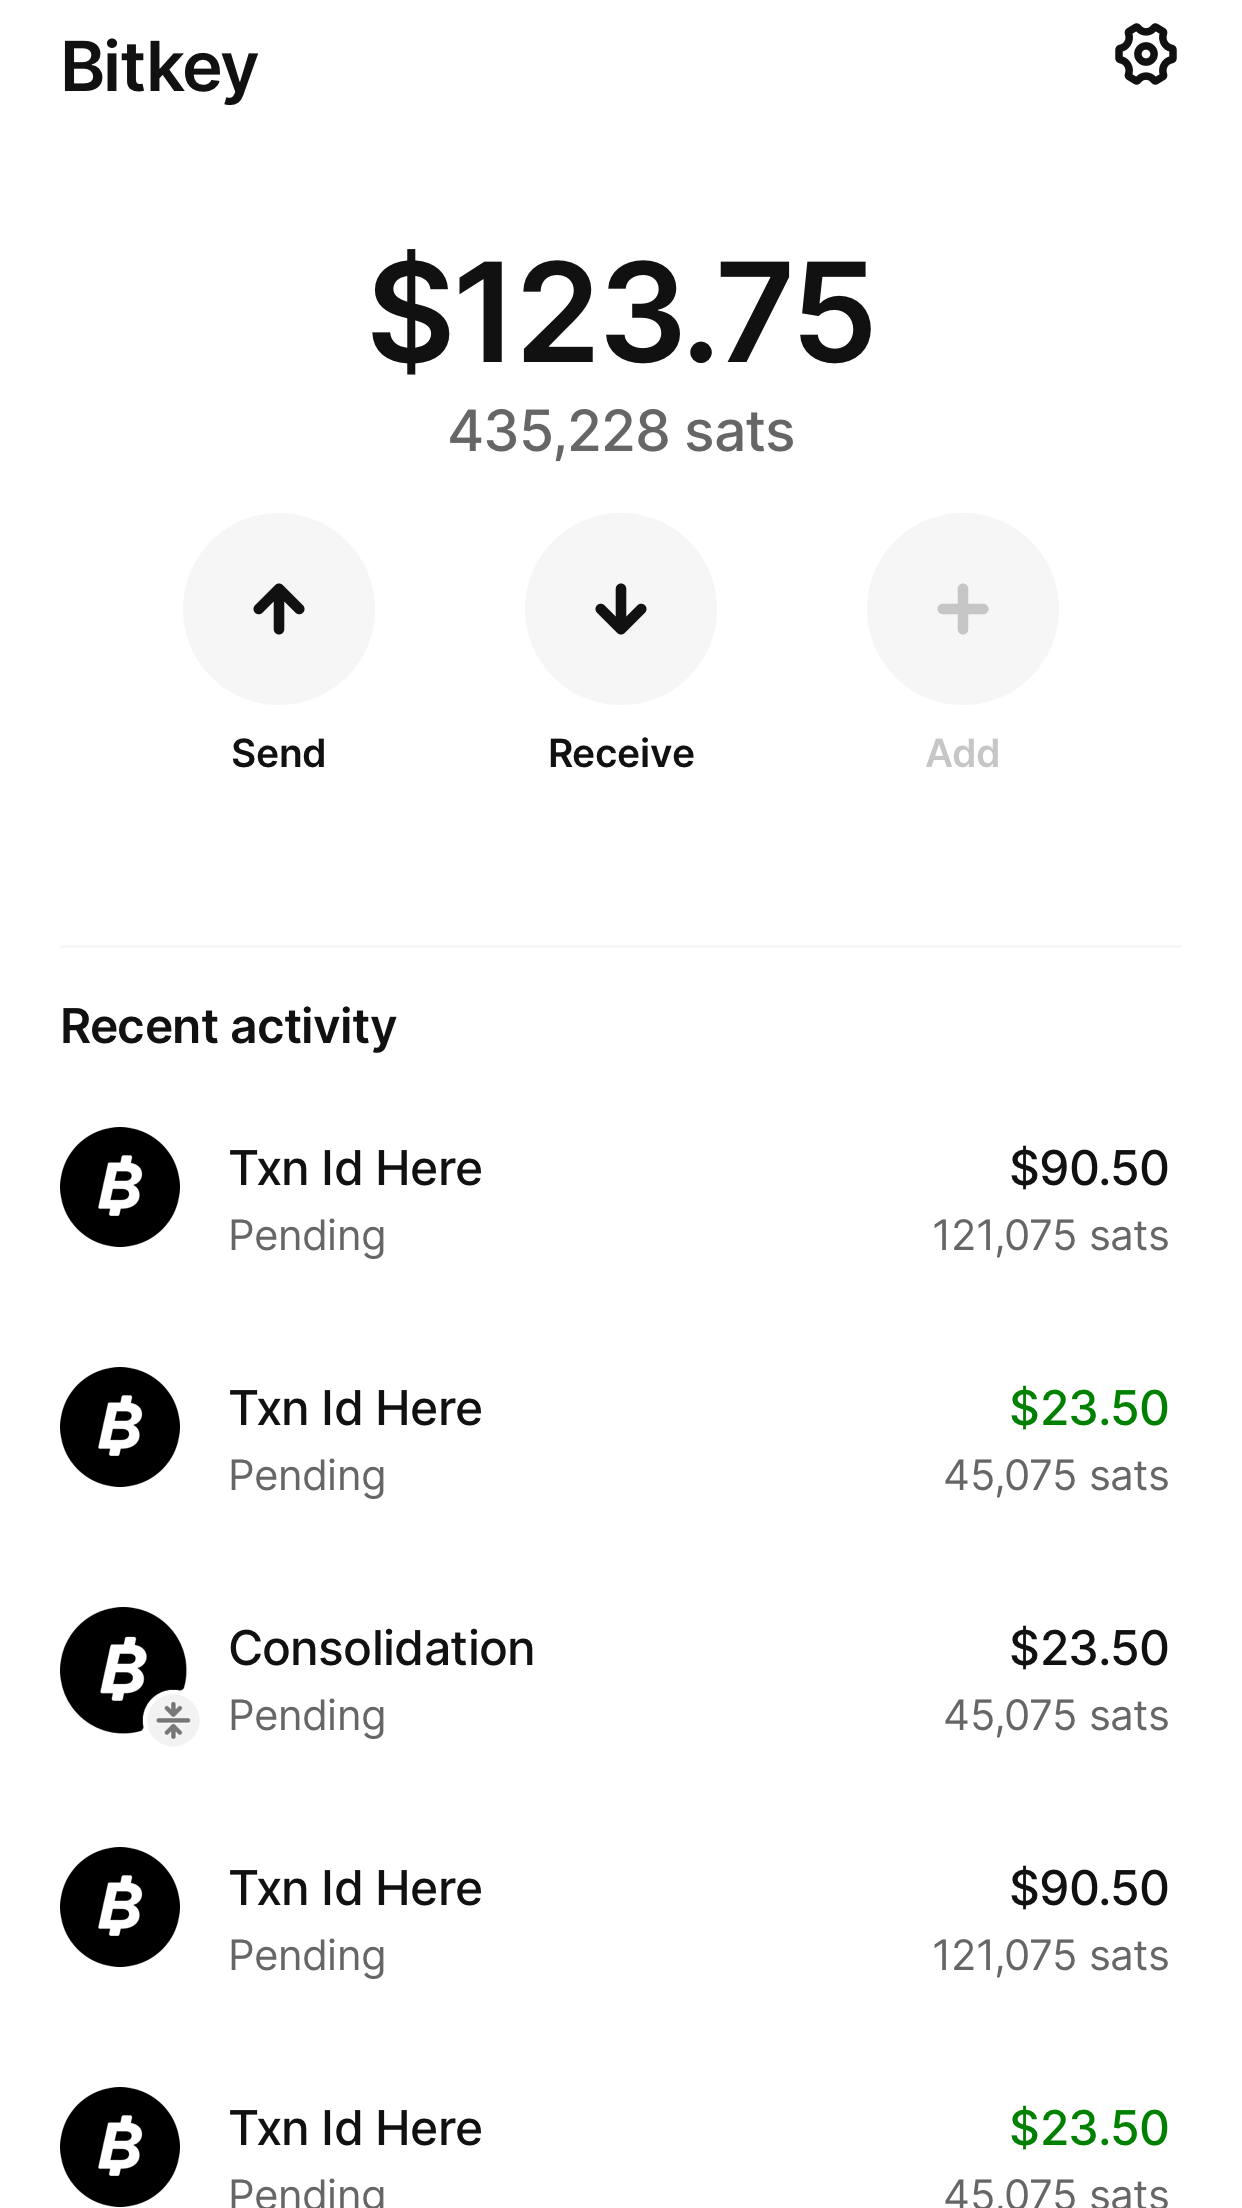 Bitkey
$123.75
435,228 sats
Send
Receive
Add
Recent activity
Txn Id Here
$90.50
Pending
121,075 sats
Txn Id Here
$23.50
Pending
45,075 sats
Consolidation
$23.50
Pending
45,075 sats
Txn Id Here
$90.50
Pending
121,075 sats
Txn Id Here
$23.50
Pending
45,075 sats